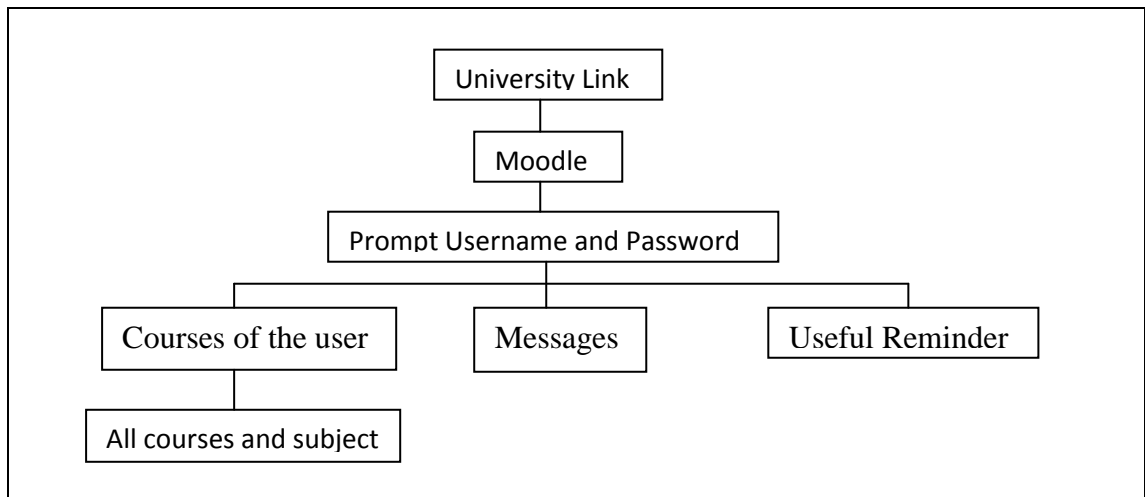 University Link
Moodle
Prompt Username and Password
Courses of the user
Messages
Useful Reminder
All courses and subject